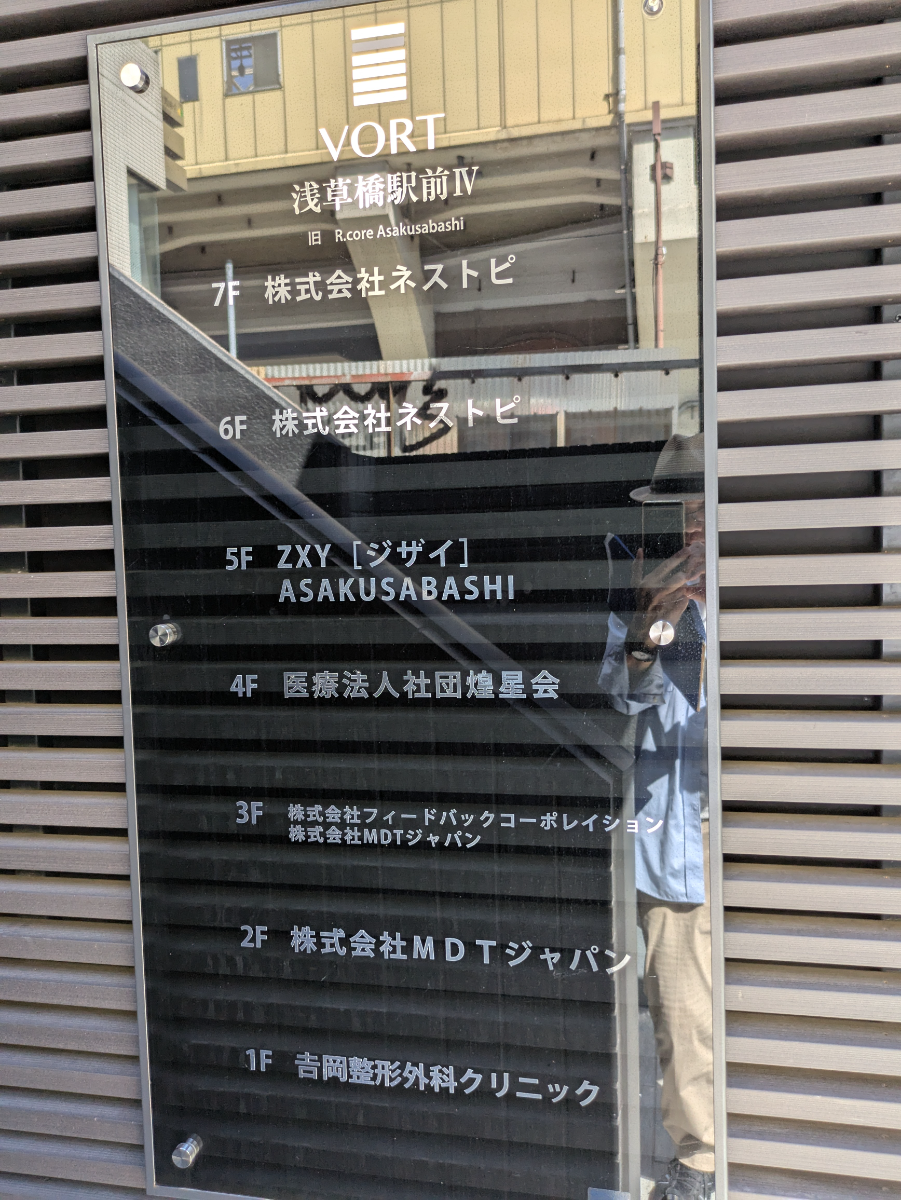 VORT
浅草橋駅前Ⅳ
旧 R.core Asakusabashi
7F 株式会社ネストピ
6F 株式会社ネストピ
5F ZXY［ジザイ］
ASAKUSABASHI
4F 医療法人社団煌星会
3F 株式会社フィードバックコーポレイション
株式会社MDTジャパン
2F 株式会社ＭＤＴジャパン
1F 𠮷岡整形外科クリニック